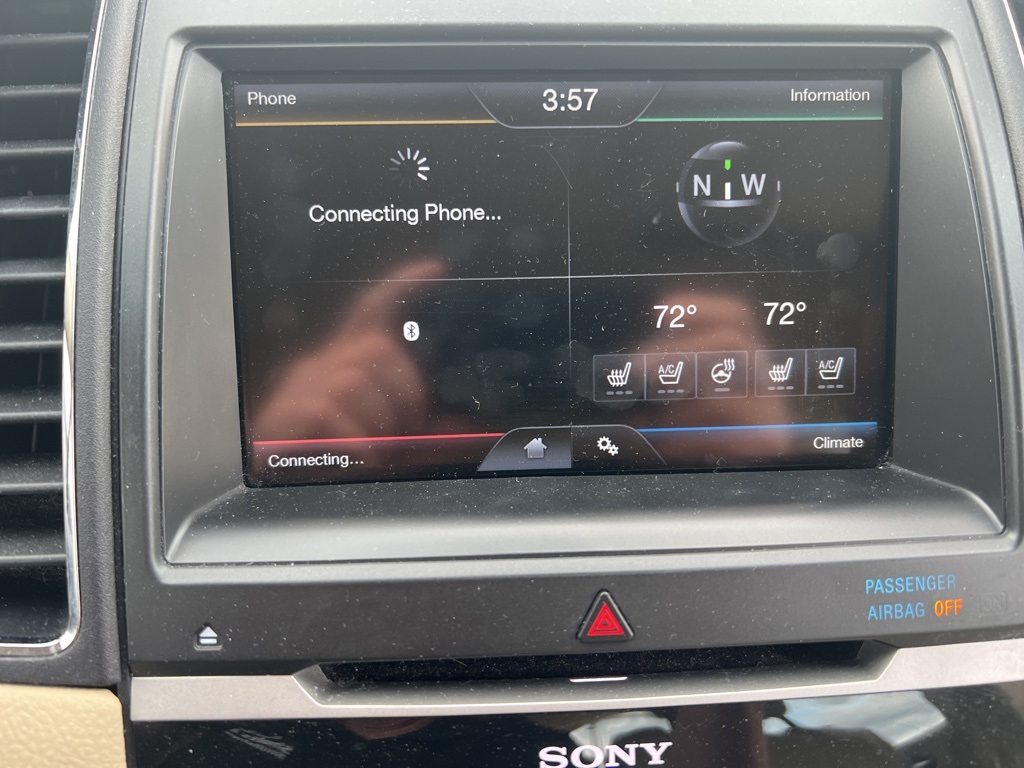 Phone
3:57
Information
Connecting Phone...
N W
72° 72°
A/C
A/C
Connecting...
Climate
PASSENGER
AIRBAG OFF
SONY